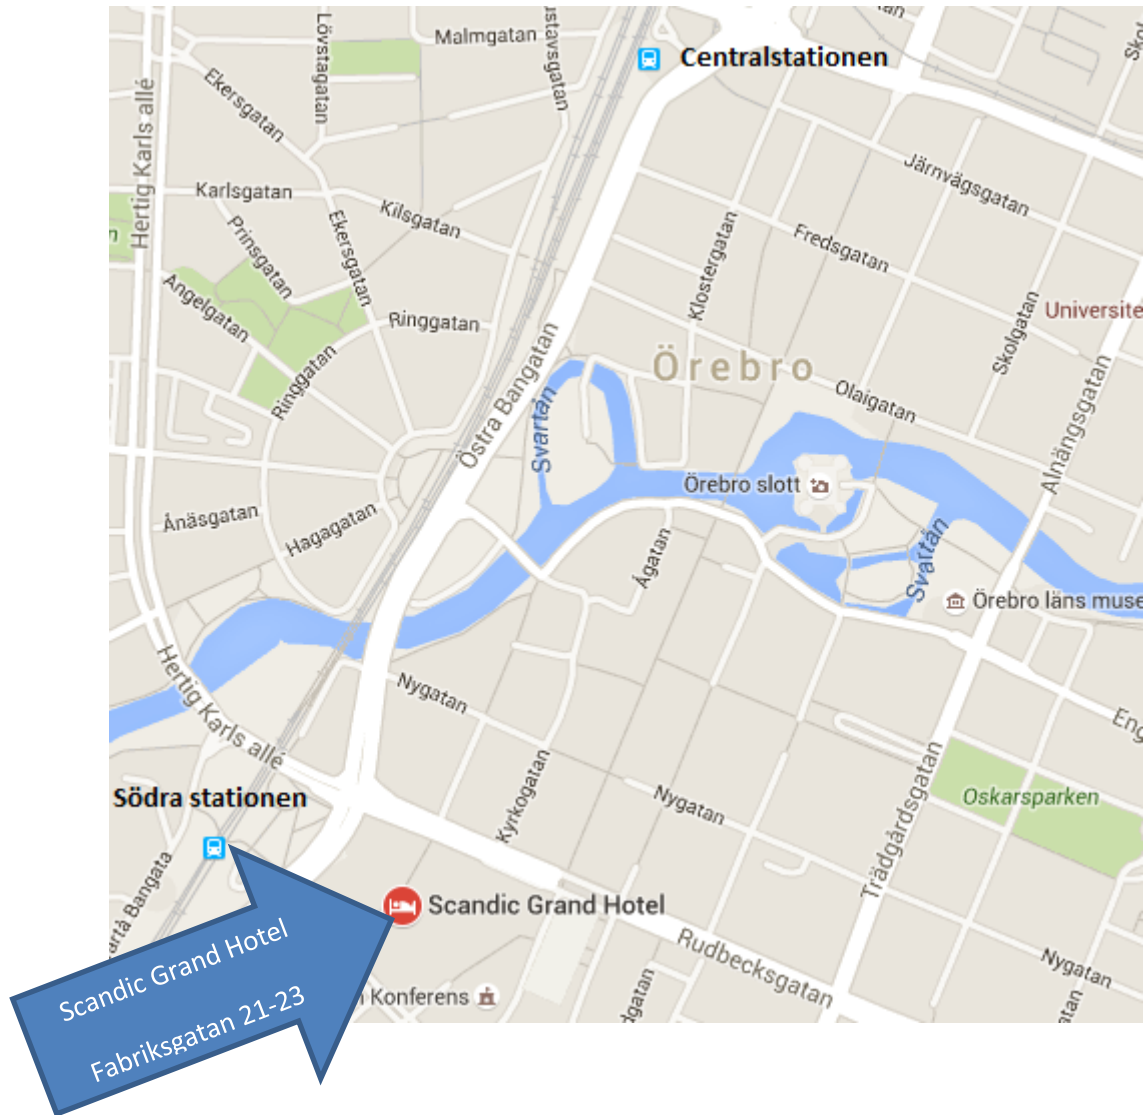 Lövstagatan
Malmgatan
Centralstationen
Ekersgatan
Hertig Karls allé
Järnvägsgatan
Karlsgatan
Kilsgatan
Ekersgatan
Prinsgatan
Klostergatan
Fredsgatan
Angelgatan
Ringgatan
Skolgatan
Universite
Örebro
Ringgatan
Östra Bangatan
Olaigatan
Svartån
Alnängsgatan
Örebro slott
Ånäsgatan
Hagagatan
Ågatan
Svartån
Örebro läns muse
Hertig Karls allé
Nygatan
Eng
Södra stationen
Kyrkogatan
Nygatan
Trädgårdsgatan
Oskarsparken
Scandic Grand Hotel
Rudbecksgatan
Nygatan
Konferens
Scandic Grand Hotel
Fabriksgatan 21-23